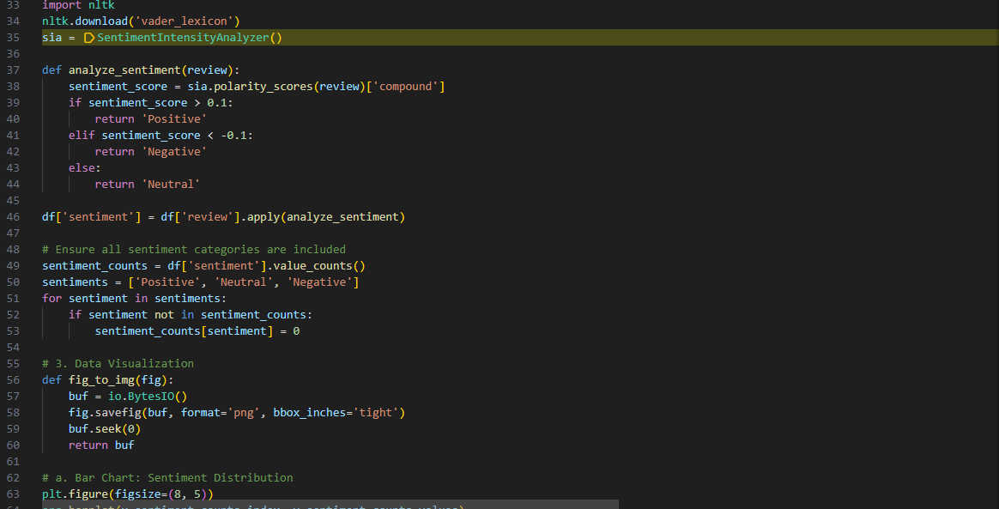 33 import nltk
34 nltk.download('vader_lexicon')
35 sia = SentimentIntensityAnalyzer()
36
37 def analyze_sentiment(review):
38     sentiment_score = sia.polarity_scores(review)['compound']
39     if sentiment_score > 0.1:
40         return 'Positive'
41     elif sentiment_score < -0.1:
42         return 'Negative'
43     else:
44         return 'Neutral'
45
46 df['sentiment'] = df['review'].apply(analyze_sentiment)
47
48 # Ensure all sentiment categories are included
49 sentiment_counts = df['sentiment'].value_counts()
50 sentiments = ['Positive', 'Neutral', 'Negative']
51 for sentiment in sentiments:
52     if sentiment not in sentiment_counts:
53         sentiment_counts[sentiment] = 0
54
55 # 3. Data Visualization
56 def fig_to_img(fig):
57     buf = io.BytesIO()
58     fig.savefig(buf, format='png', bbox_inches='tight')
59     buf.seek(0)
60     return buf
61
62 # a. Bar Chart: Sentiment Distribution
63 plt.figure(figsize=(8, 5))